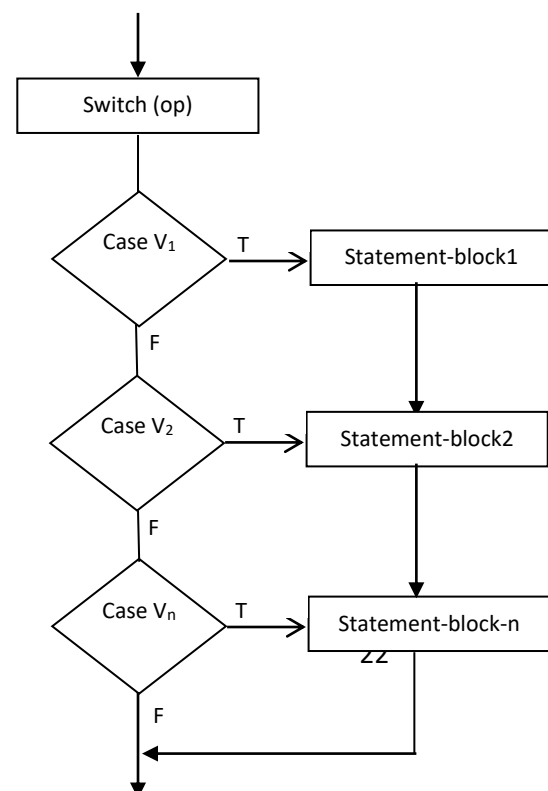 Switch (op)
Case V₁
T
Statement-block1
F
Case V₂
T
Statement-block2
F
Case Vₙ
T
Statement-block-n
22
F